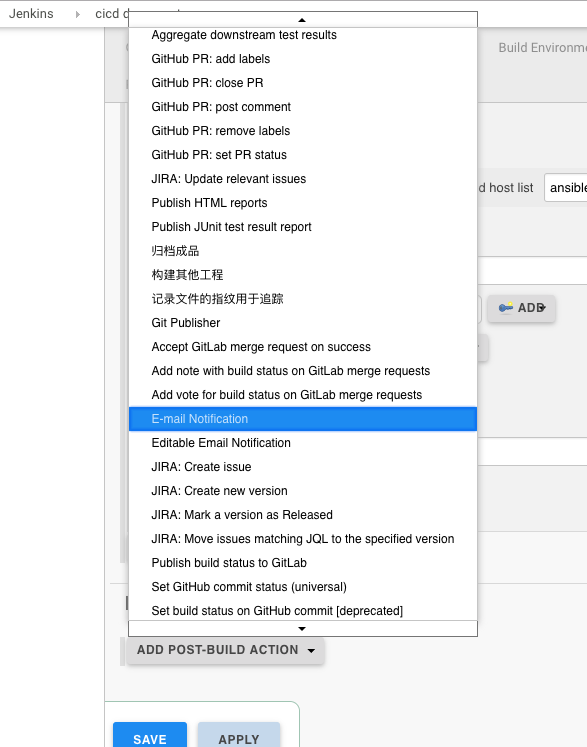 Jenkins
cicd
Aggregate downstream test results
Build Environm
GitHub PR: add labels
GitHub PR: close PR
GitHub PR: post comment
GitHub PR: remove labels
GitHub PR: set PR status
JIRA: Update relevant issues
d host list
ansible
Publish HTML reports
Publish JUnit test result report
归档成品
构建其他工程
记录文件的指纹用于追踪
ADD
Git Publisher
Accept GitLab merge request on success
Add note with build status on GitLab merge requests
Add vote for build status on GitLab merge requests
E-mail Notification
Editable Email Notification
JIRA: Create issue
JIRA: Create new version
JIRA: Mark a version as Released
JIRA: Move issues matching JQL to the specified version
Publish build status to GitLab
Set GitHub commit status (universal)
Set build status on GitHub commit [deprecated]
ADD POST-BUILD ACTION
SAVE
APPLY